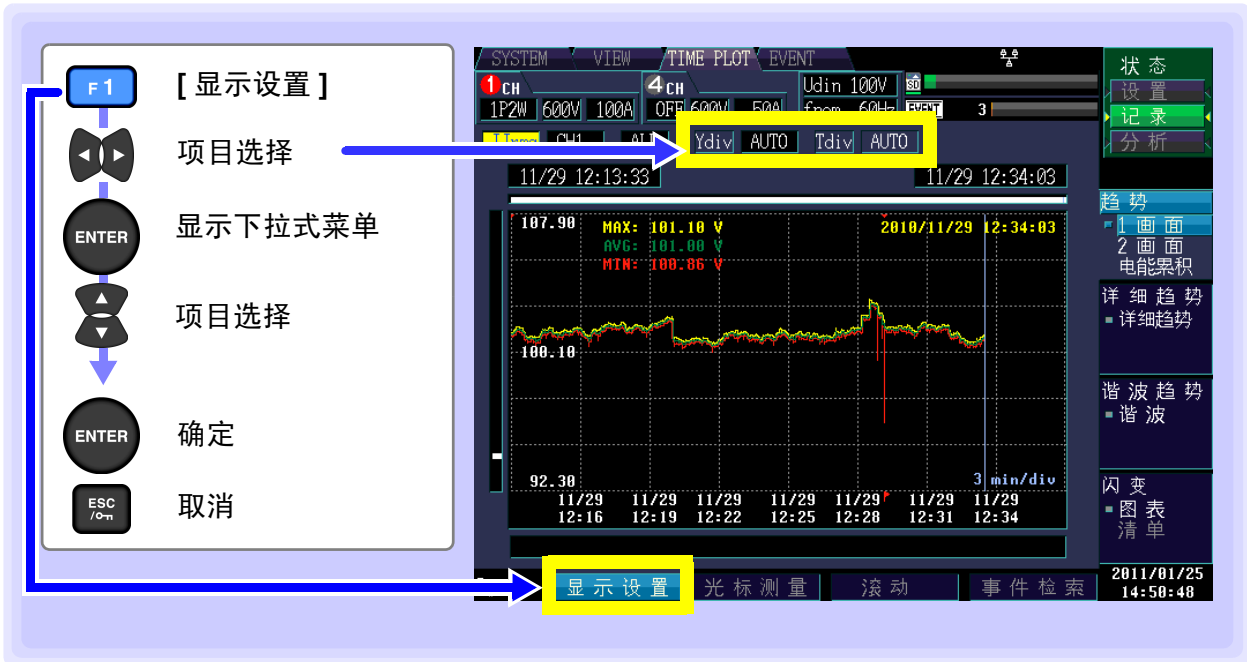 F1 [显示设置]
项目选择
ENTER 显示下拉式菜单
项目选择
ENTER 确定
ESC
/
取消
SYSTEM VIEW TIME PLOT EVENT
1 CH 4 CH Udin 100V SD
1P2W 600V 100A OFF 600V 50A from 60Hz EVENT 3
CH1 Ydiv AUTO Tdiv AUTO
11/29 12:13:33 11/29 12:34:03
107.90 MAX: 101.10 V 2010/11/29 12:34:03
AVG: 101.00 V
MIN: 100.86 V
100.10
92.30 3 min/div
11/29 11/29 11/29 11/29 11/29 11/29 11/29
12:16 12:19 12:22 12:25 12:28 12:31 12:34
显示设置 光标测量 滚动 事件检索
状态
设置
记录
分析
趋势
1画面
2画面
电能累积
详细趋势
详细趋势
谐波趋势
谐波
闪变
图表
清单
2011/01/25
14:50:48